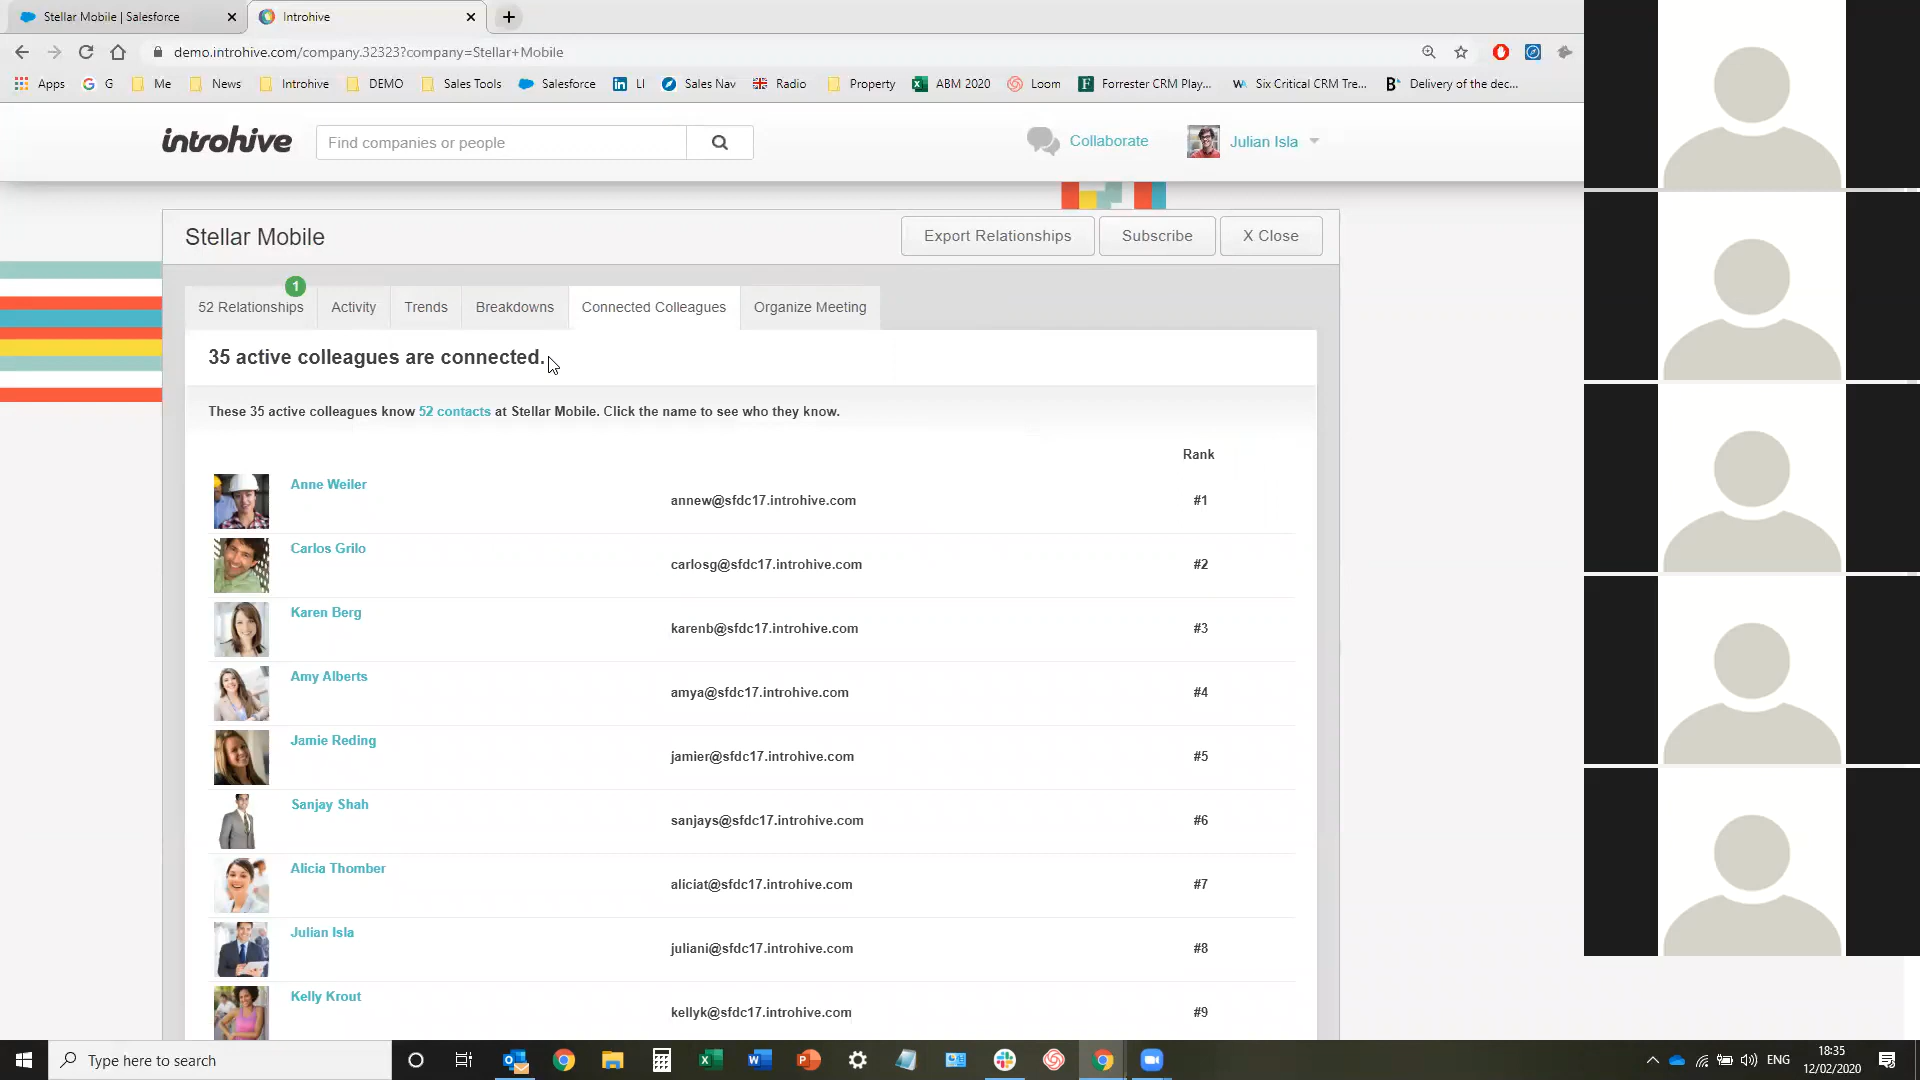 Stellar Mobile | Salesforce
Introhive
demo.introhive.com/company.32323?company=Stellar+Mobile
Apps G Me News Introhive DEMO Sales Tools Salesforce LI Sales Nav Radio Property ABM 2020 Loom Forrester CRM Play... Six Critical CRM Tre... Delivery of the dec...
introhive
Find companies or people
Collaborate
Julian Isla
Stellar Mobile
Export Relationships
Subscribe
X Close
1
52 Relationships
Activity
Trends
Breakdowns
Connected Colleagues
Organize Meeting
35 active colleagues are connected.
These 35 active colleagues know 52 contacts at Stellar Mobile. Click the name to see who they know.
Rank
Anne Weiler
annew@sfdc17.introhive.com
#1
Carlos Grilo
carlosg@sfdc17.introhive.com
#2
Karen Berg
karenb@sfdc17.introhive.com
#3
Amy Alberts
amya@sfdc17.introhive.com
#4
Jamie Reding
jamier@sfdc17.introhive.com
#5
Sanjay Shah
sanjays@sfdc17.introhive.com
#6
Alicia Thomber
aliciat@sfdc17.introhive.com
#7
Julian Isla
juliani@sfdc17.introhive.com
#8
Kelly Krout
kellyk@sfdc17.introhive.com
#9
Type here to search
ENG
18:35
12/02/2020